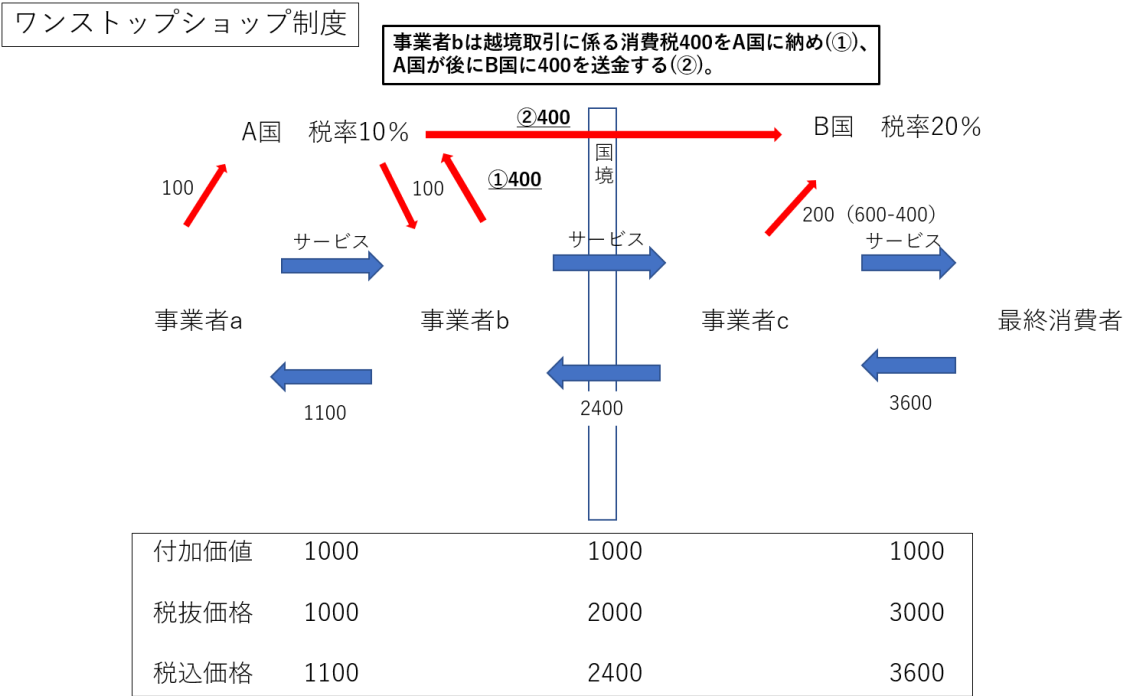 ワンストップショップ制度
事業者bは越境取引に係る消費税400をA国に納め(①)、
A国が後にB国に400を送金する(②)。
A国　税率10%
②400
B国　税率20%
国境
100
100
①400
200（600-400）
サービス
サービス
サービス
事業者a
事業者b
事業者c
最終消費者
1100
2400
3600
付加価値 1000 1000 1000
税抜価格 1000 2000 3000
税込価格 1100 2400 3600